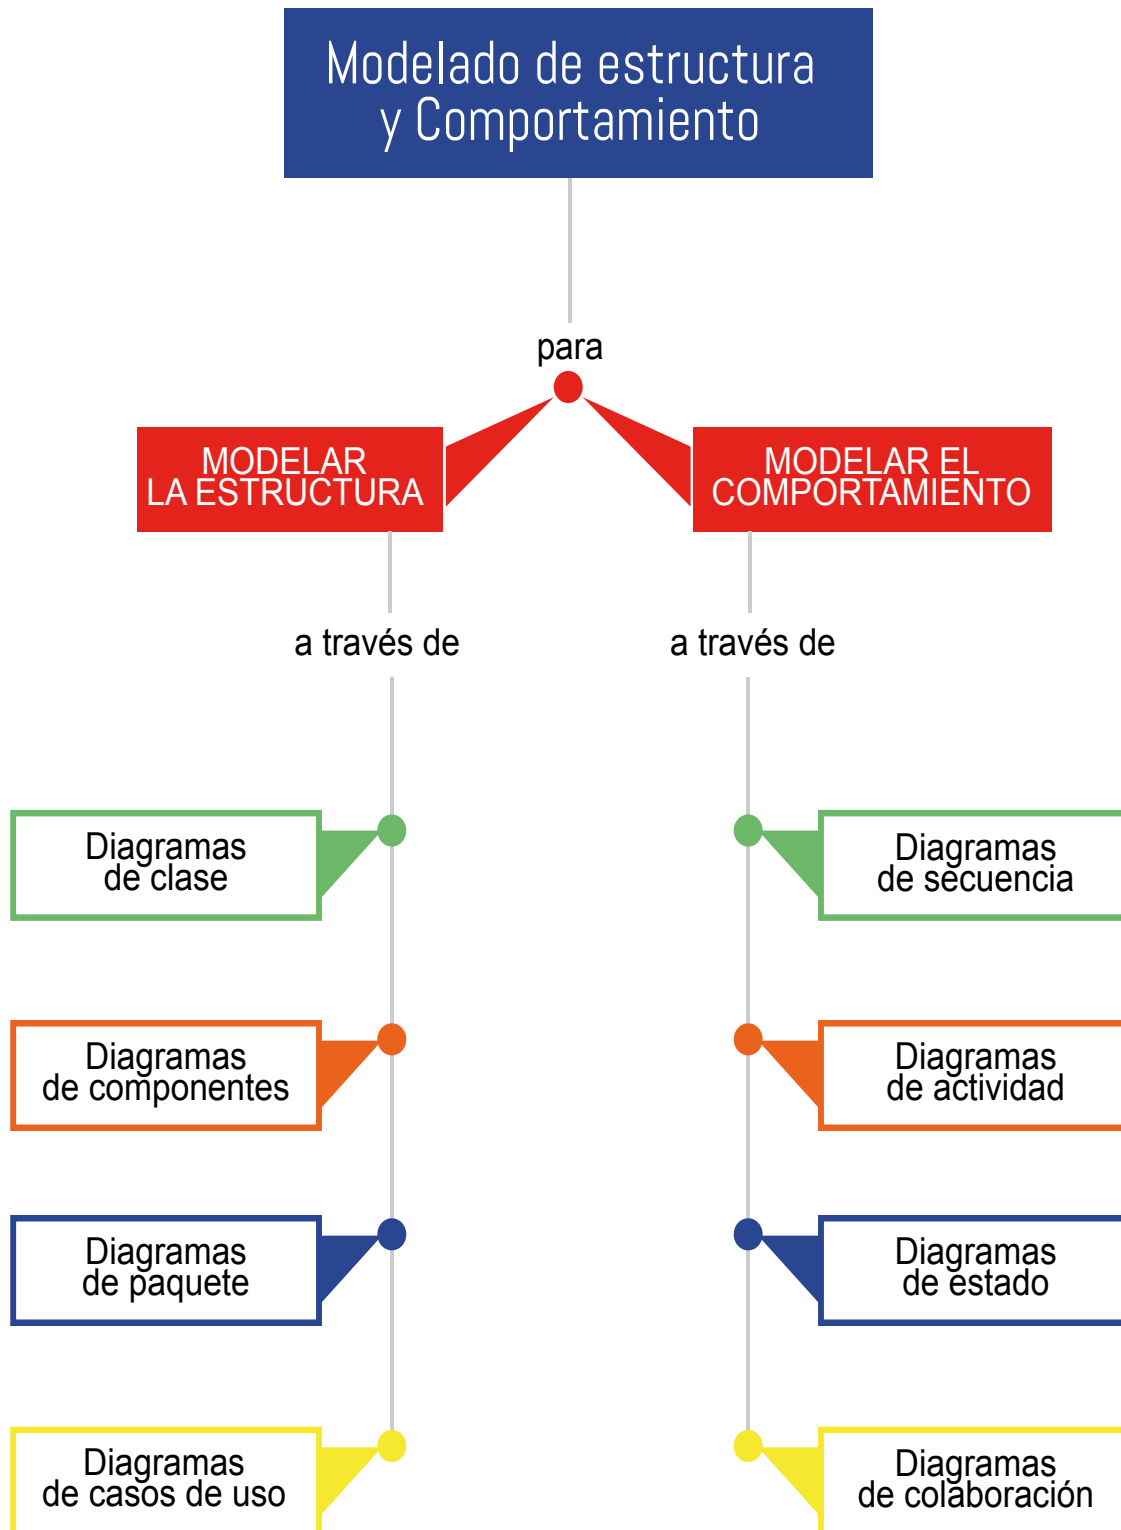 Modelado de estructura
y Comportamiento
para
MODELAR
LA ESTRUCTURA
MODELAR EL
COMPORTAMIENTO
a través de
a través de
Diagramas
de clase
Diagramas
de secuencia
Diagramas
de componentes
Diagramas
de actividad
Diagramas
de paquete
Diagramas
de estado
Diagramas
de casos de uso
Diagramas
de colaboración